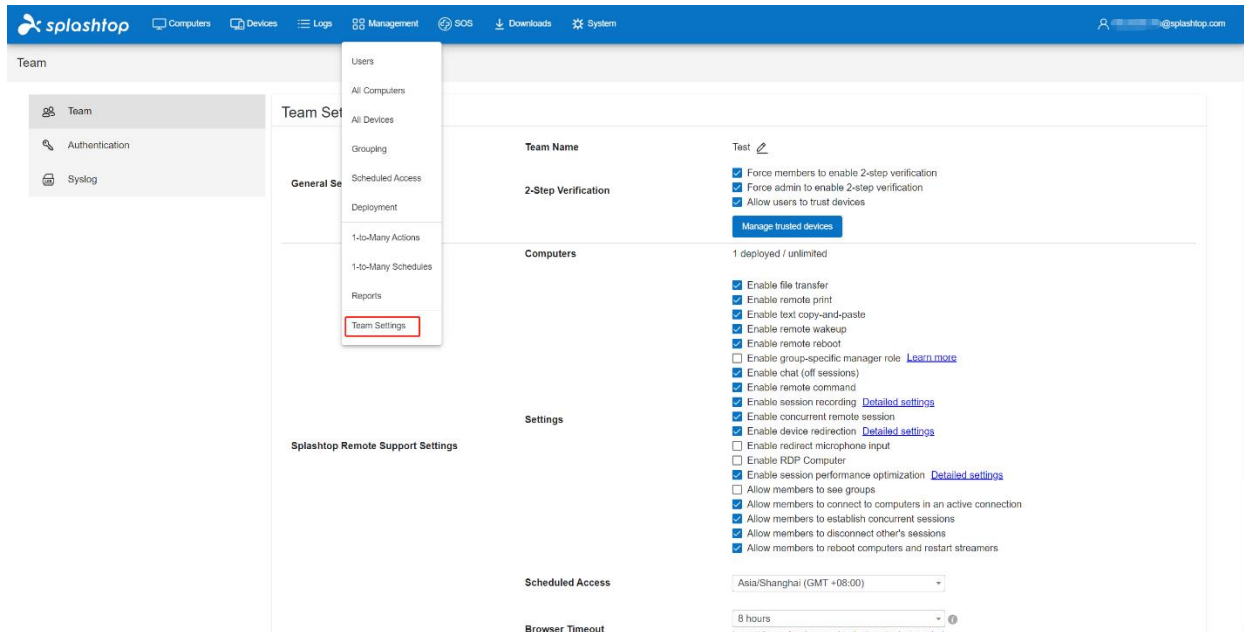 splashtop
Computers
Devices
Logs
Management
SOS
Downloads
System
@splashtop.com
Team
Users
All Computers
All Devices
Grouping
Scheduled Access
Deployment
1-to-Many Actions
1-to-Many Schedules
Reports
Team Settings
Team
Authentication
Syslog
Team Set
General Se
Team Name
Test
2-Step Verification
Force members to enable 2-step verification
Force admin to enable 2-step verification
Allow users to trust devices
Manage trusted devices
Splashtop Remote Support Settings
Computers
1 deployed / unlimited
Settings
Enable file transfer
Enable remote print
Enable text copy-and-paste
Enable remote wakeup
Enable remote reboot
Enable group-specific manager role Learn more
Enable chat (off sessions)
Enable remote command
Enable session recording Detailed settings
Enable concurrent remote session
Enable device redirection Detailed settings
Enable redirect microphone input
Enable RDP Computer
Enable session performance optimization Detailed settings
Allow members to see groups
Allow members to connect to computers in an active connection
Allow members to establish concurrent sessions
Allow members to disconnect other's sessions
Allow members to reboot computers and restart streamers
Scheduled Access
Asia/Shanghai (GMT +08:00)
Browser Timeout
8 hours